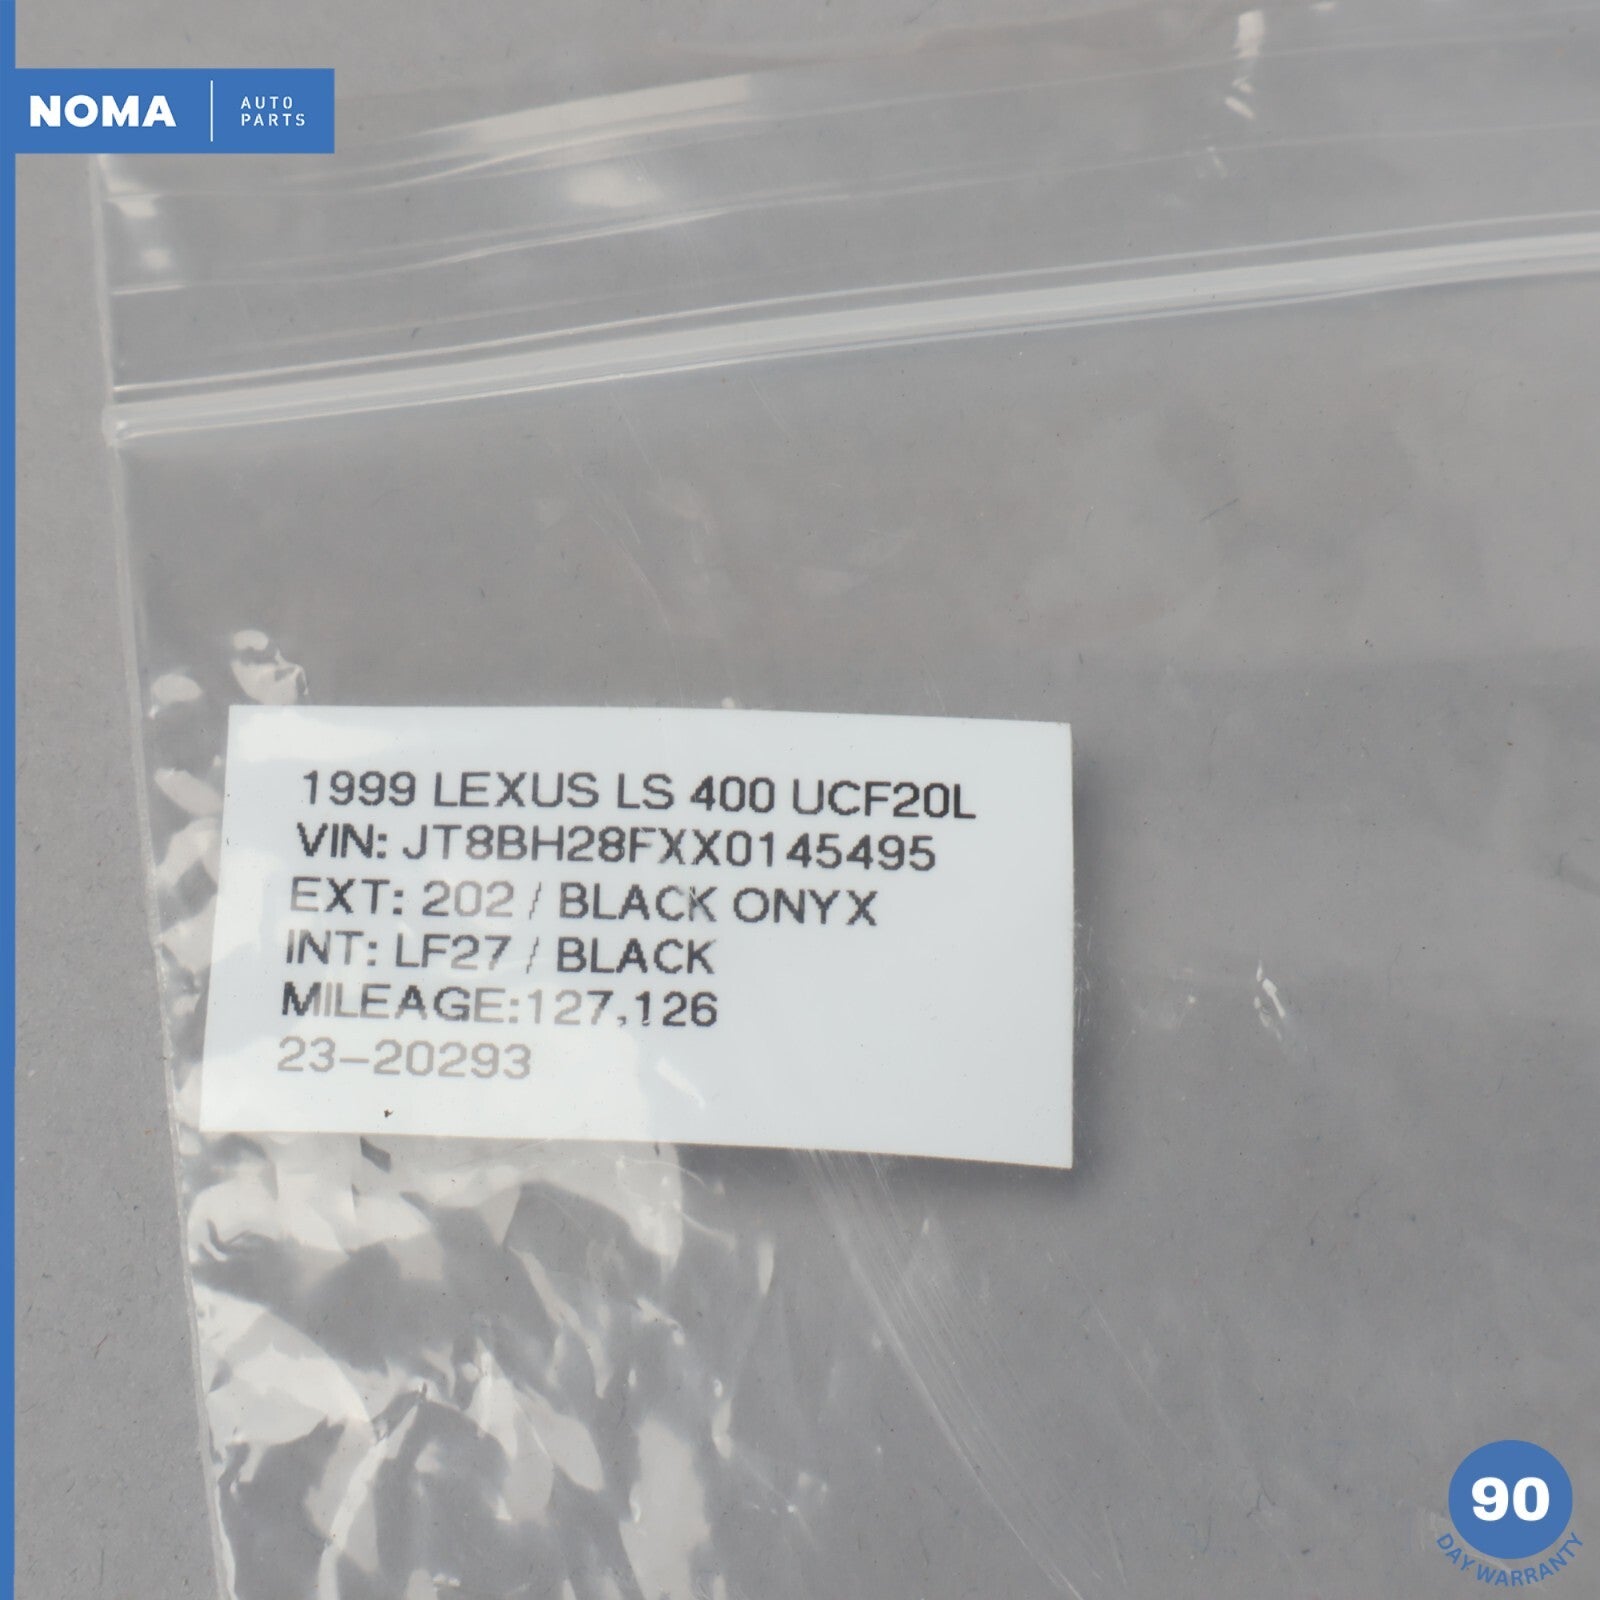 NOMA
AUTO
PARTS
1999 LEXUS LS 400 UCF20L
VIN: JT8BH28FXX0145495
EXT: 202 / BLACK ONYX
INT: LF27 / BLACK
MILEAGE:127,126
23-20293
90
DAY WARRANTY